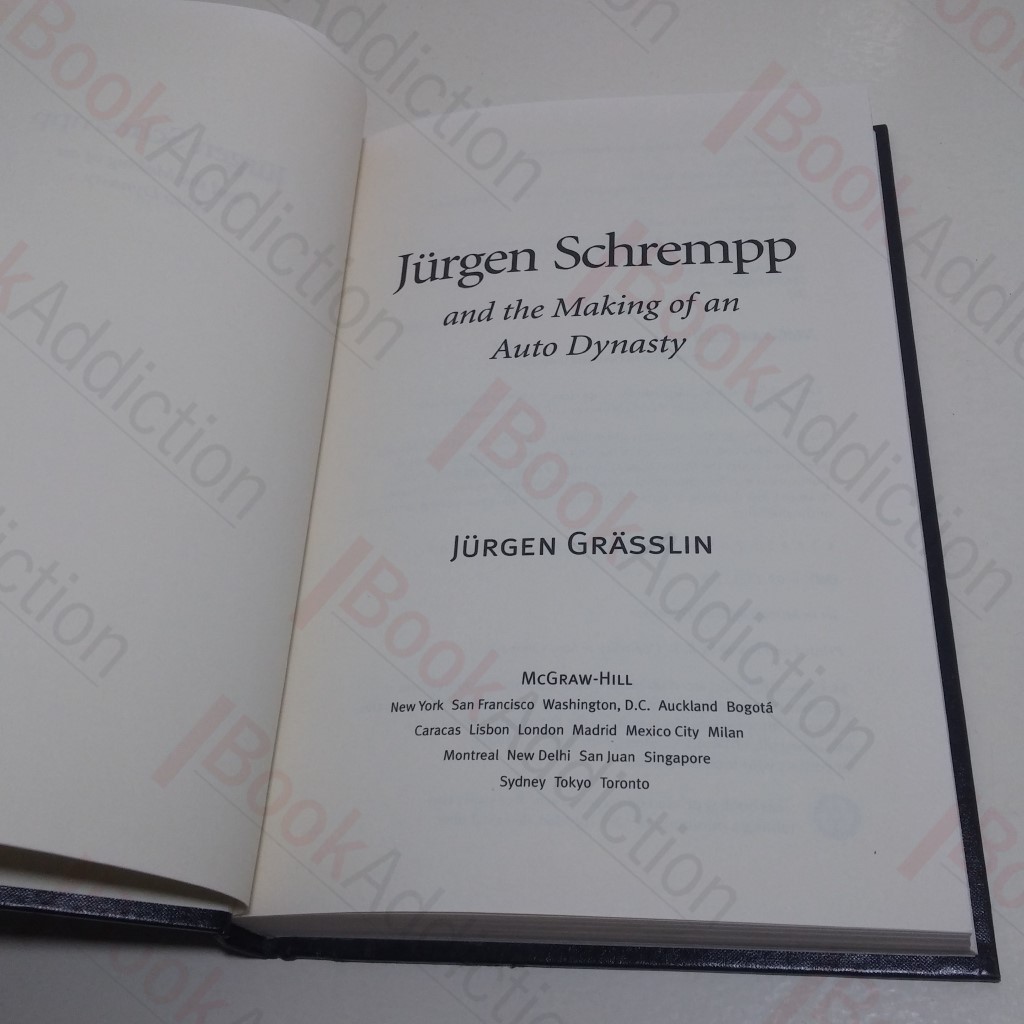 Jürgen Schrempp
and the Making of an
Auto Dynasty
JÜRGEN GRÄSSLIN
MCGRAW-HILL
New York San Francisco Washington, D.C. Auckland Bogotá
Caracas Lisbon London Madrid Mexico City Milan
Montreal New Delhi San Juan Singapore
Sydney Tokyo Toronto
BookAddiction